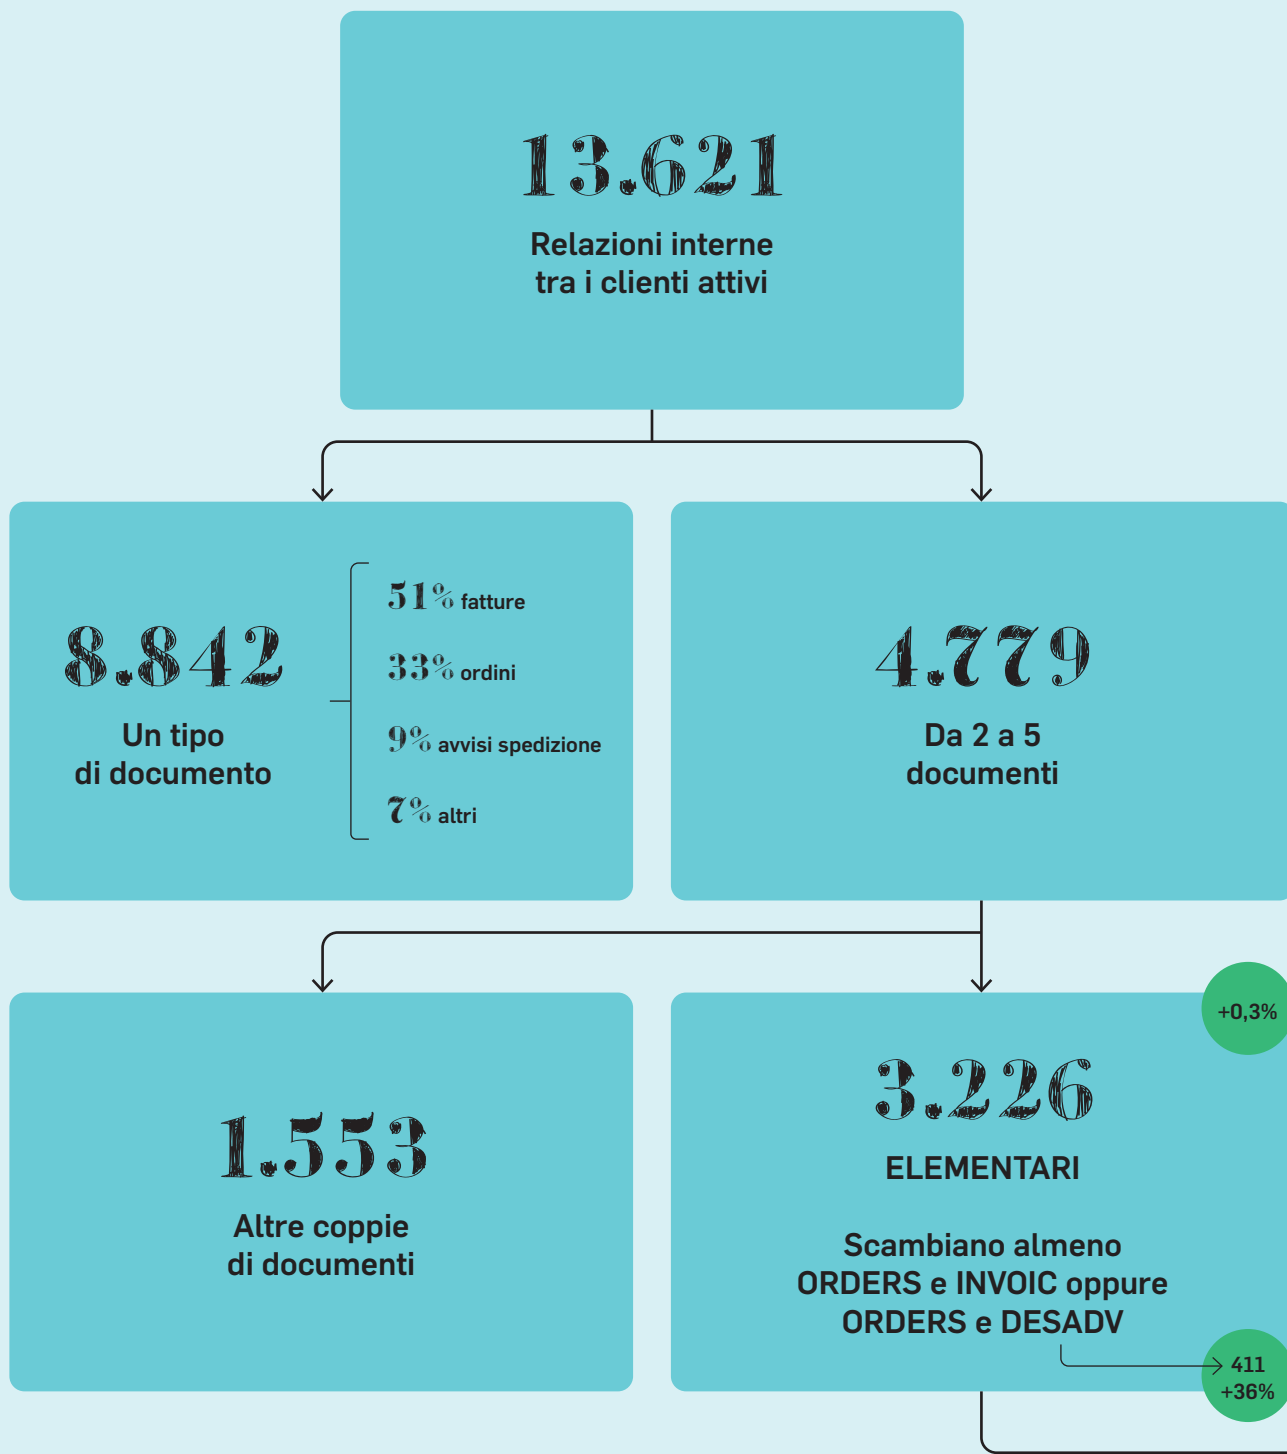 13.621
Relazioni interne
tra i clienti attivi
8.842
Un tipo
di documento
51% fatture
33% ordini
9% avvisi spedizione
7% altri
4.779
Da 2 a 5
documenti
1.553
Altre coppie
di documenti
+0,3%
3.226
ELEMENTARI
Scambiano almeno
ORDERS e INVOIC oppure
ORDERS e DESADV
411
+36%